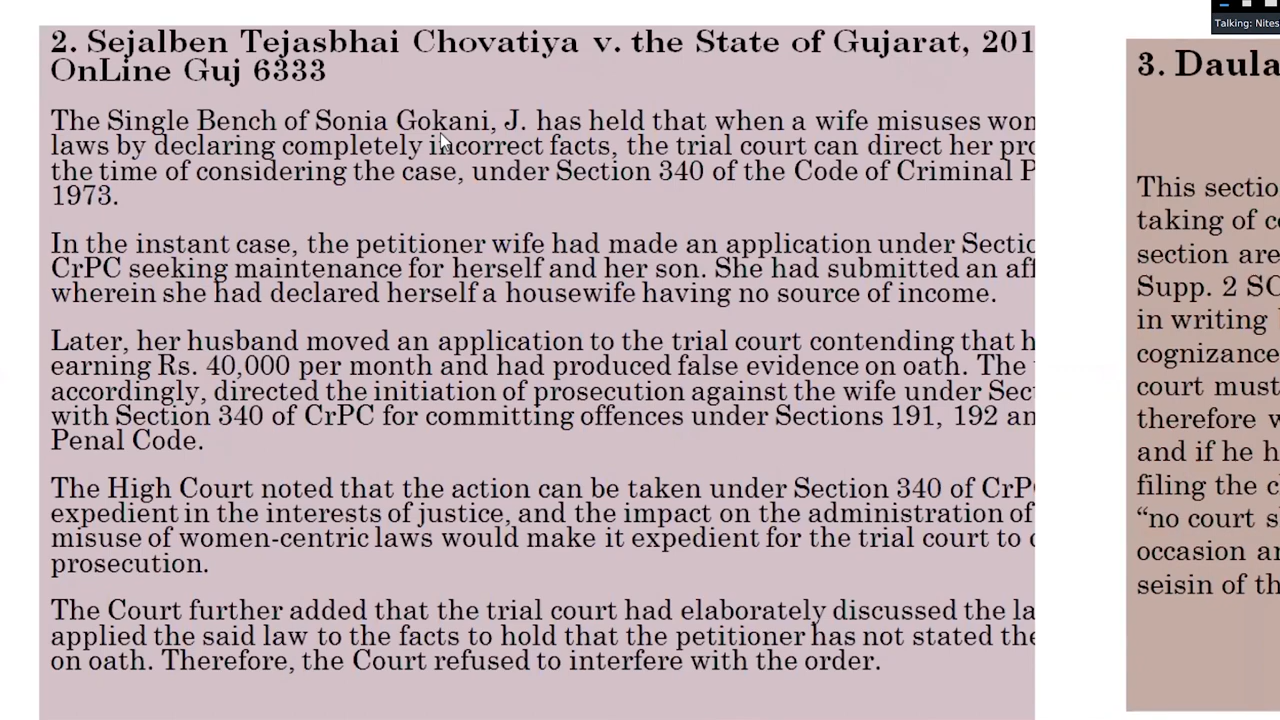 Talking: Nites
2. Sejalben Tejasbhai Chovatiya v. the State of Gujarat, 201
OnLine Guj 6333
The Single Bench of Sonia Gokani, J. has held that when a wife misuses wom
laws by declaring completely incorrect facts, the trial court can direct her pro
the time of considering the case, under Section 340 of the Code of Criminal P
1973.
In the instant case, the petitioner wife had made an application under Sectio
CrPC seeking maintenance for herself and her son. She had submitted an aff
wherein she had declared herself a housewife having no source of income.
Later, her husband moved an application to the trial court contending that h
earning Rs. 40,000 per month and had produced false evidence on oath. The
accordingly, directed the initiation of prosecution against the wife under Sec
with Section 340 of CrPC for committing offences under Sections 191, 192 an
Penal Code.
The High Court noted that the action can be taken under Section 340 of CrP
expedient in the interests of justice, and the impact on the administration of
misuse of women-centric laws would make it expedient for the trial court to
prosecution.
The Court further added that the trial court had elaborately discussed the la
applied the said law to the facts to hold that the petitioner has not stated the
on oath. Therefore, the Court refused to interfere with the order.
3. Daula
This sectio
taking of c
section are
Supp. 2 SC
in writing
cognizance
court must
therefore w
and if he h
filing the c
“no court s
occasion an
seisin of th